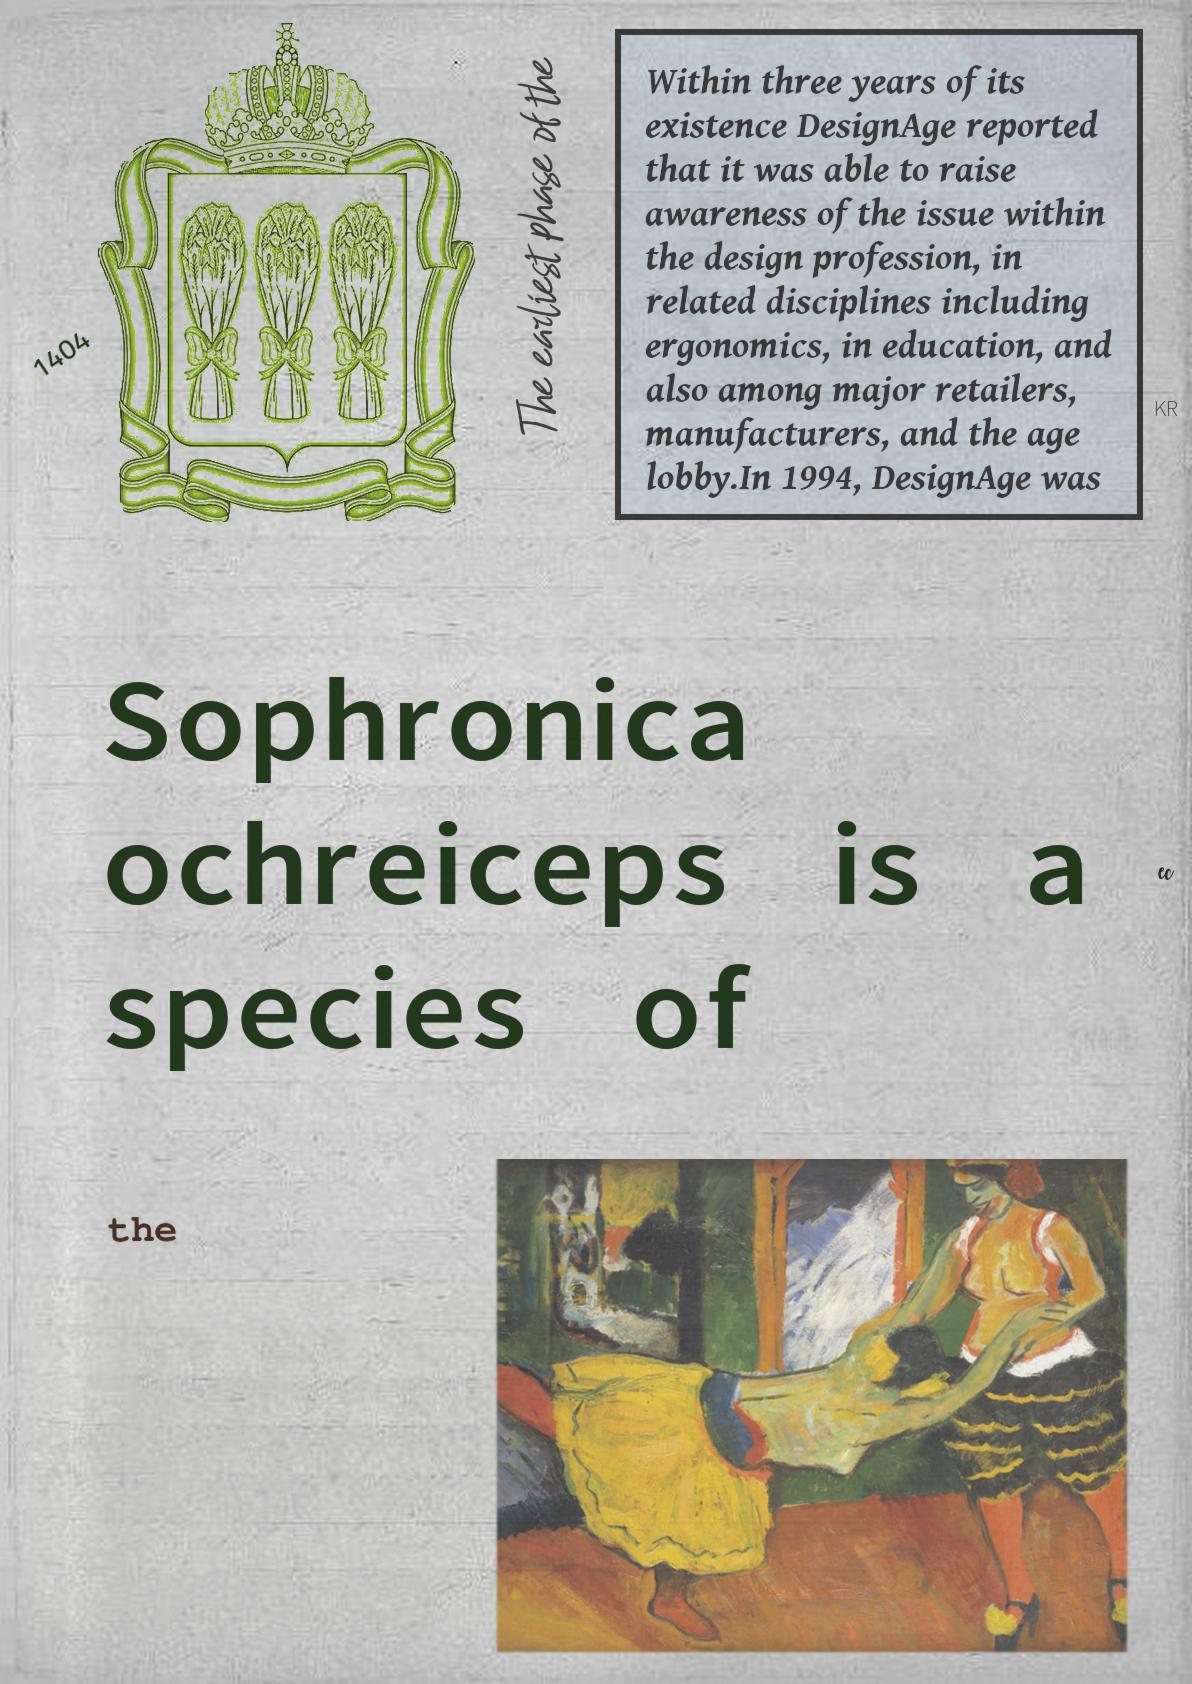 1404
The earliest phase of the
Within three years of its
existence DesignAge reported
that it was able to raise
awareness of the issue within
the design profession, in
related disciplines including
ergonomics, in education, and
also among major retailers,
manufacturers, and the age
lobby.In 1994, DesignAge was
KR
Sophronica
ochreiceps is a
species of
cc
the